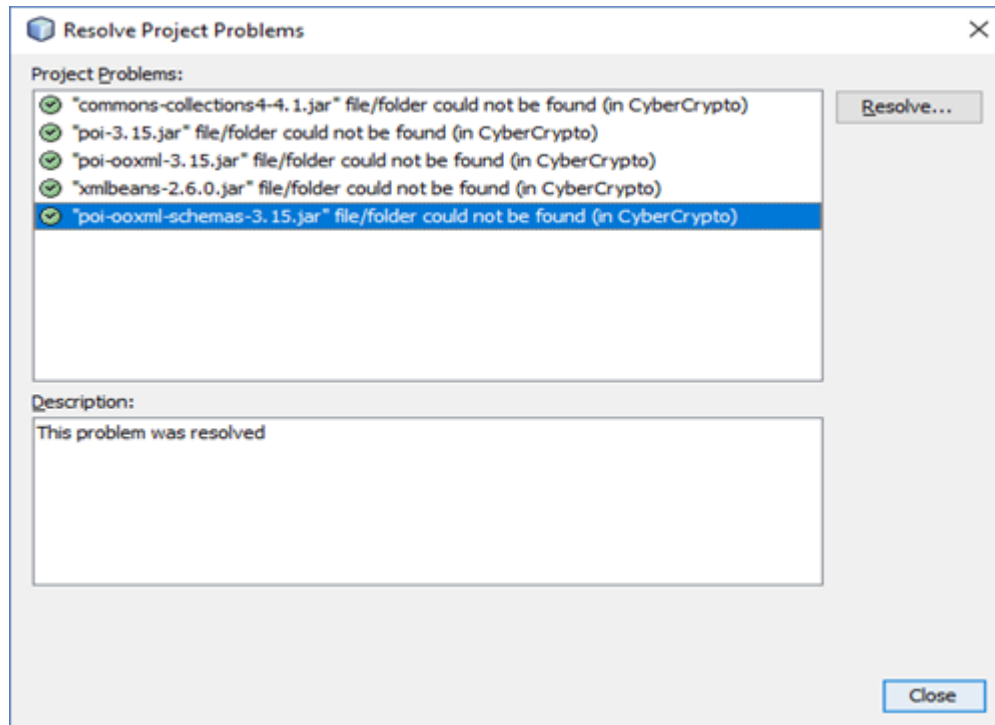 Resolve Project Problems
Project Problems:
"commons-collections4-4.1.jar" file/folder could not be found (in CyberCrypto)
"poi-3.15.jar" file/folder could not be found (in CyberCrypto)
"poi-ooxml-3.15.jar" file/folder could not be found (in CyberCrypto)
"xmlbeans-2.6.0.jar" file/folder could not be found (in CyberCrypto)
"poi-ooxml-schemas-3.15.jar" file/folder could not be found (in CyberCrypto)
Resolve...
Description:
This problem was resolved
Close